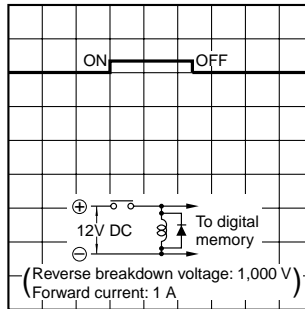 ON OFF
⊕
12V DC
⊖
To digital
memory
(Reverse breakdown voltage: 1,000 V
Forward current: 1 A)